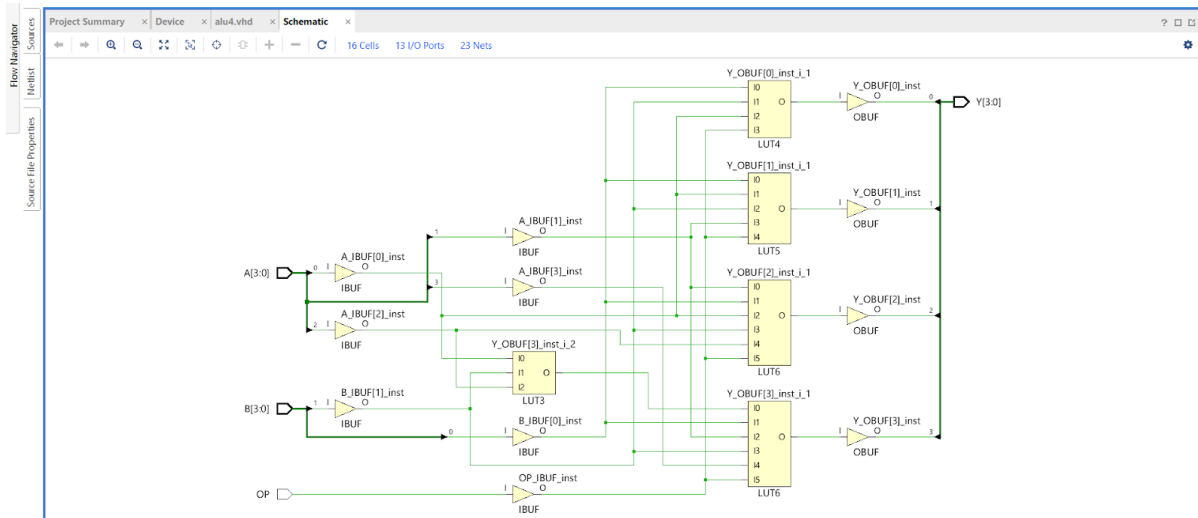 Flow Navigator
Sources
Netlist
Source File Properties
Project Summary × Device × alu4.vhd × Schematic ×
16 Cells 13 I/O Ports 23 Nets
Y_OBUF[0]_inst_i_1
I0
I1 O
I2
I3
LUT4
Y_OBUF[0]_inst
I O
OBUF
0
Y[3:0]
Y_OBUF[1]_inst_i_1
I0
I1
I2 O
I3
I4
LUT5
Y_OBUF[1]_inst
I O
OBUF
1
A_IBUF[1]_inst
1
I O
IBUF
A[3:0]
A_IBUF[0]_inst
0 I O
IBUF
A_IBUF[3]_inst
3
I O
IBUF
A_IBUF[2]_inst
2 I O
IBUF
Y_OBUF[2]_inst_i_1
I0
I1
I2 O
I3
I4
I5
LUT6
Y_OBUF[2]_inst
I O
OBUF
2
Y_OBUF[3]_inst_i_2
I0
I1 O
I2
LUT3
B[3:0]
B_IBUF[1]_inst
1 I O
IBUF
B_IBUF[0]_inst
0
I O
IBUF
Y_OBUF[3]_inst_i_1
I0
I1
I2 O
I3
I4
I5
LUT6
Y_OBUF[3]_inst
I O
OBUF
3
OP
OP_IBUF_inst
I O
IBUF